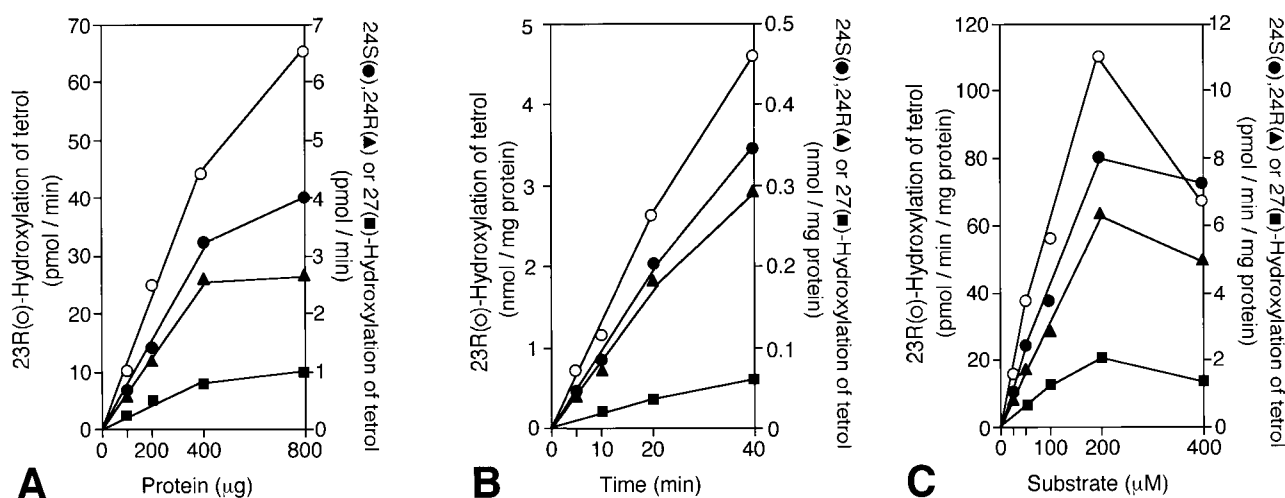 23R(o)-Hydroxylation of tetrol
(pmol / min)
70
60
50
40
30
20
10
0
7
6
5
4
3
2
1
0
24S(●),24R(▲) or 27(■)-Hydroxylation of tetrol
(pmol / min)
0 200 400 800
A
Protein (µg)
23R(o)-Hydroxylation of tetrol
(nmol / mg protein)
5
4
3
2
1
0
0.5
0.4
0.3
0.2
0.1
0
24S(●),24R(▲) or 27(■)-Hydroxylation of tetrol
(nmol / mg protein)
0 10 20 40
B
Time (min)
23R(o)-Hydroxylation of tetrol
(pmol / min / mg protein)
120
100
80
60
40
20
0
12
10
8
6
4
2
0
24S(●),24R(▲) or 27(■)-Hydroxylation of tetrol
(pmol / min / mg protein)
0 100 200 400
C
Substrate (µM)